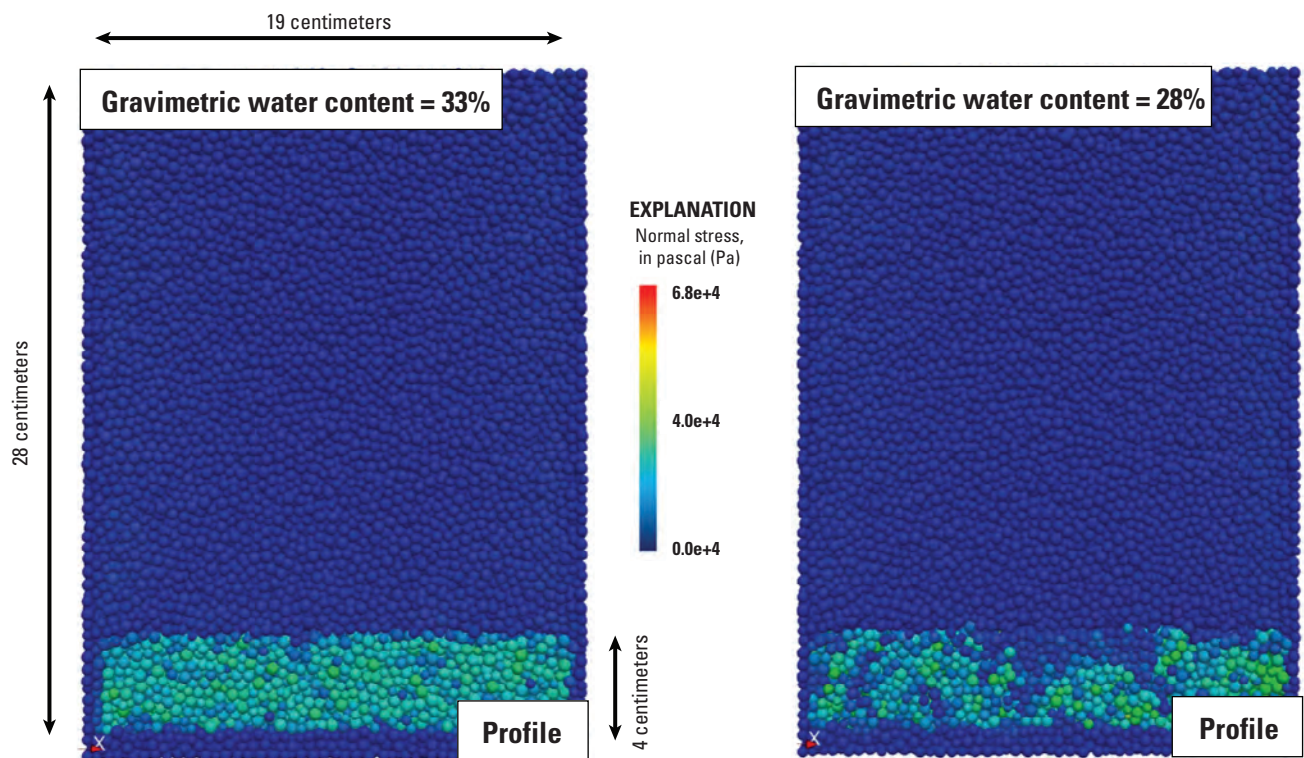 19 centimeters
Gravimetric water content = 33%
Gravimetric water content = 28%
28 centimeters
EXPLANATION
Normal stress,
in pascal (Pa)
6.8e+4
4.0e+4
0.0e+4
4 centimeters
Profile
Profile
X
X